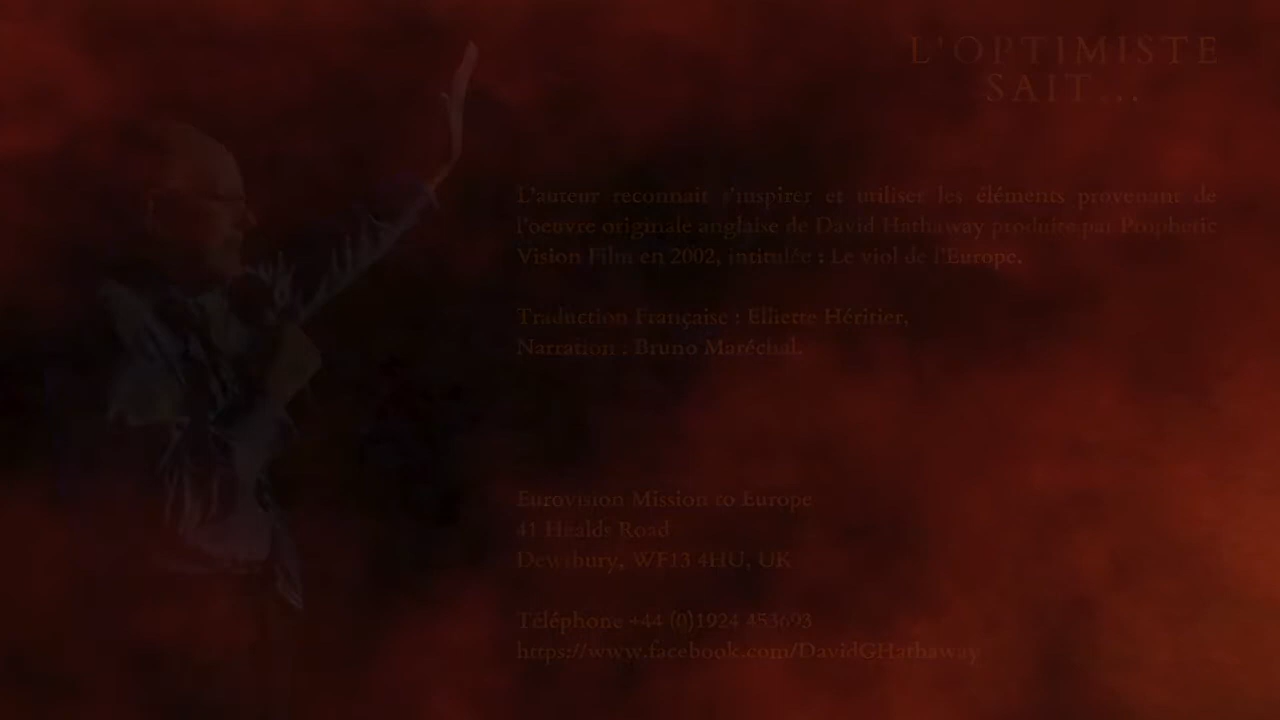 L'OPTIMISTE
SAIT...
L'auteur reconnait s'inspirer et utiliser les éléments provenant de
l'oeuvre originale anglaise de David Hathaway produite par Prophetic
Vision Film en 2002, intitulée : Le viol de l'Europe.
Traduction Française : Elliette Héritier.
Narration : Bruno Maréchal.
Eurovision Mission to Europe
41 Healds Road
Dewsbury, WF13 4HU, UK
Téléphone +44 (0)1924 453693
https://www.facebook.com/DavidGHathaway